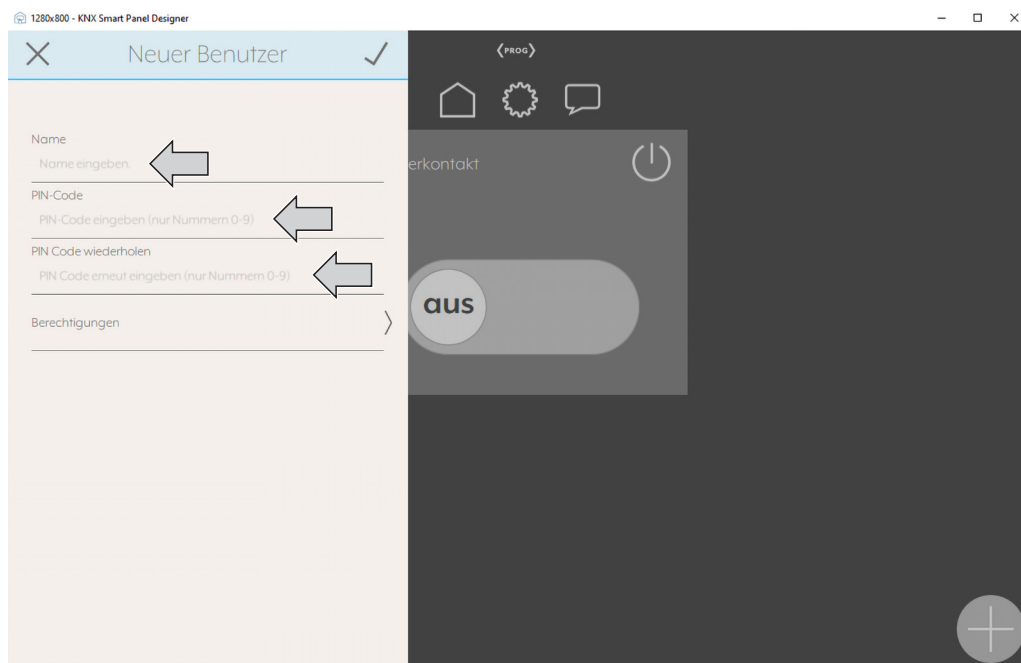 1280x800 - KNX Smart Panel Designer
Neuer Benutzer
PROG
Name
Name eingeben.
erkontakt
PIN-Code
PIN-Code eingeben (nur Nummern 0-9)
PIN Code wiederholen
PIN Code erneut eingeben (nur Nummern 0-9)
aus
Berechtigungen